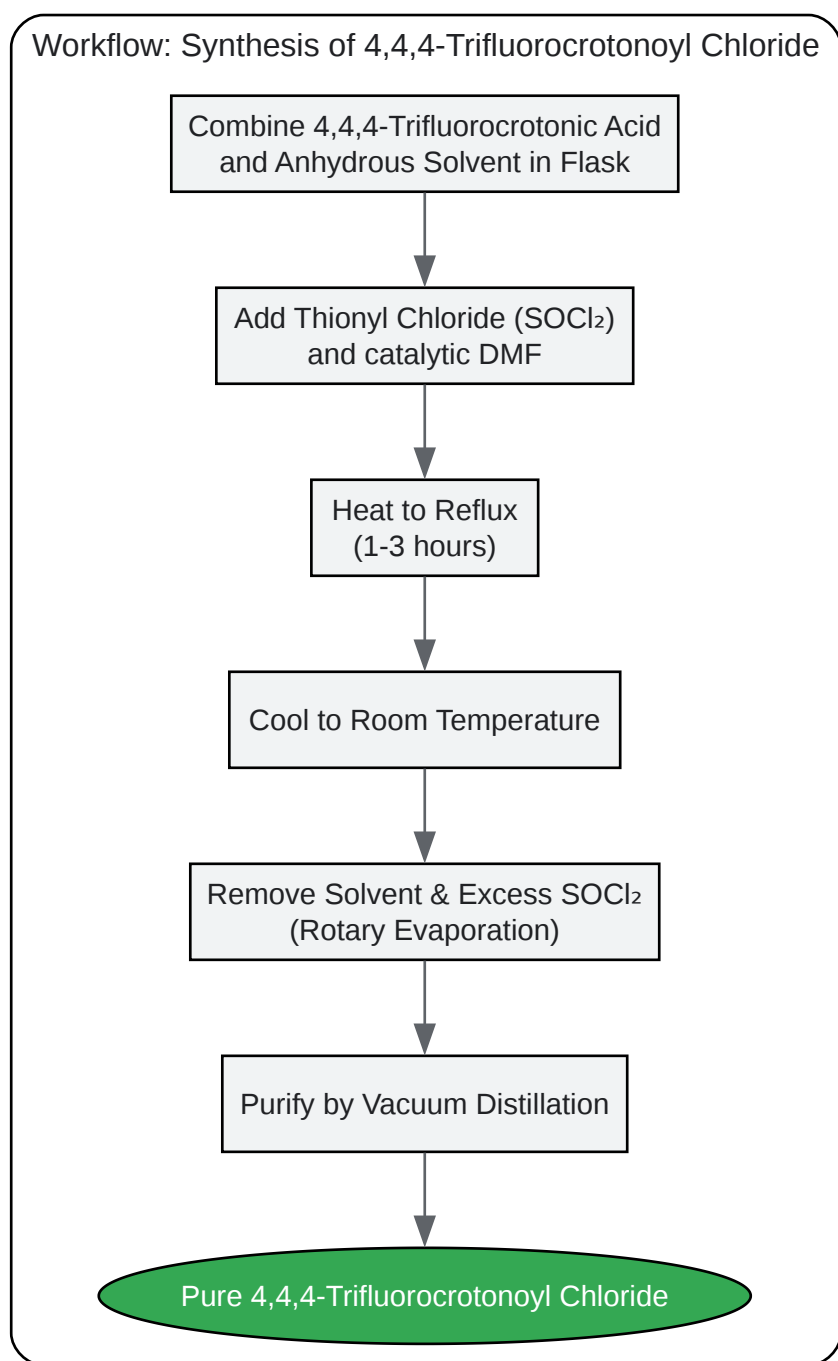 Workflow: Synthesis of 4,4,4-Trifluorocrotonoyl Chloride
Combine 4,4,4-Trifluorocrotonic Acid
and Anhydrous Solvent in Flask
Add Thionyl Chloride (SOCl₂)
and catalytic DMF
Heat to Reflux
(1-3 hours)
Cool to Room Temperature
Remove Solvent & Excess SOCl₂
(Rotary Evaporation)
Purify by Vacuum Distillation
Pure 4,4,4-Trifluorocrotonoyl Chloride